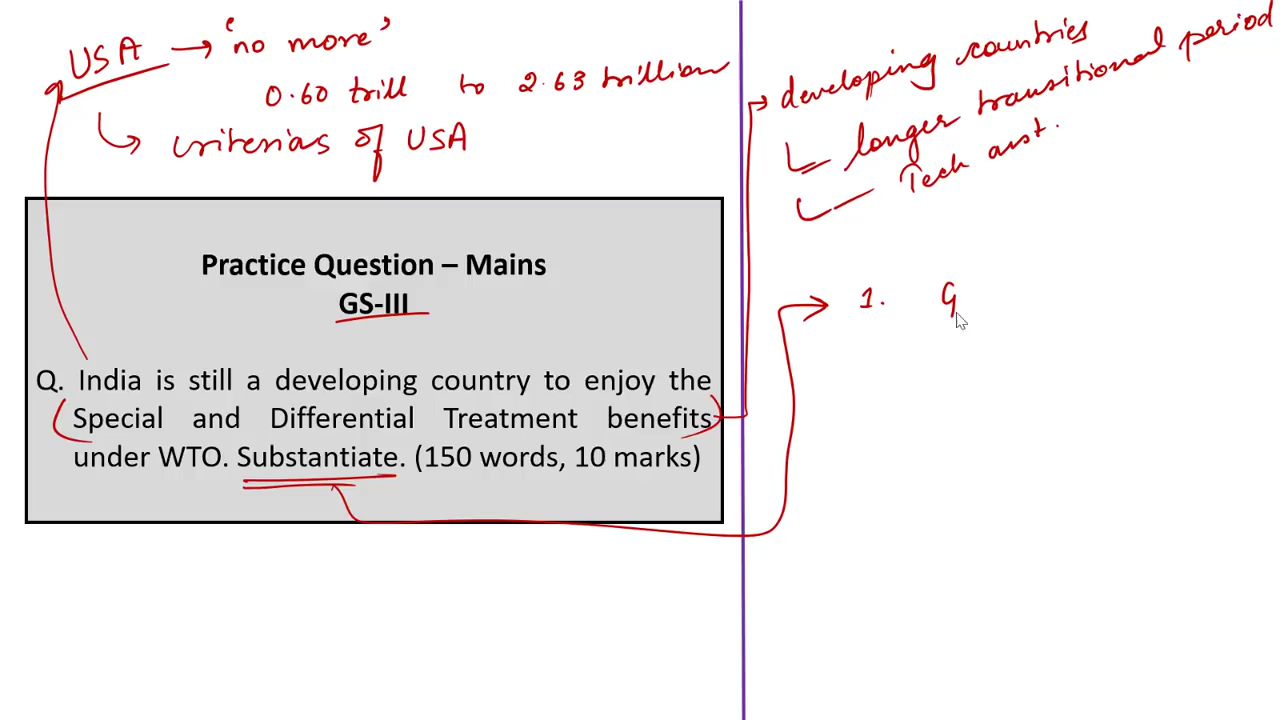 USA → 'no more'
0.60 trill to 2.63 trillion
criterias of USA
Practice Question – Mains
GS-III
Q. India is still a developing country to enjoy the
Special and Differential Treatment benefits
under WTO. Substantiate. (150 words, 10 marks)
developing countries
longer transitional period
Tech
1. G